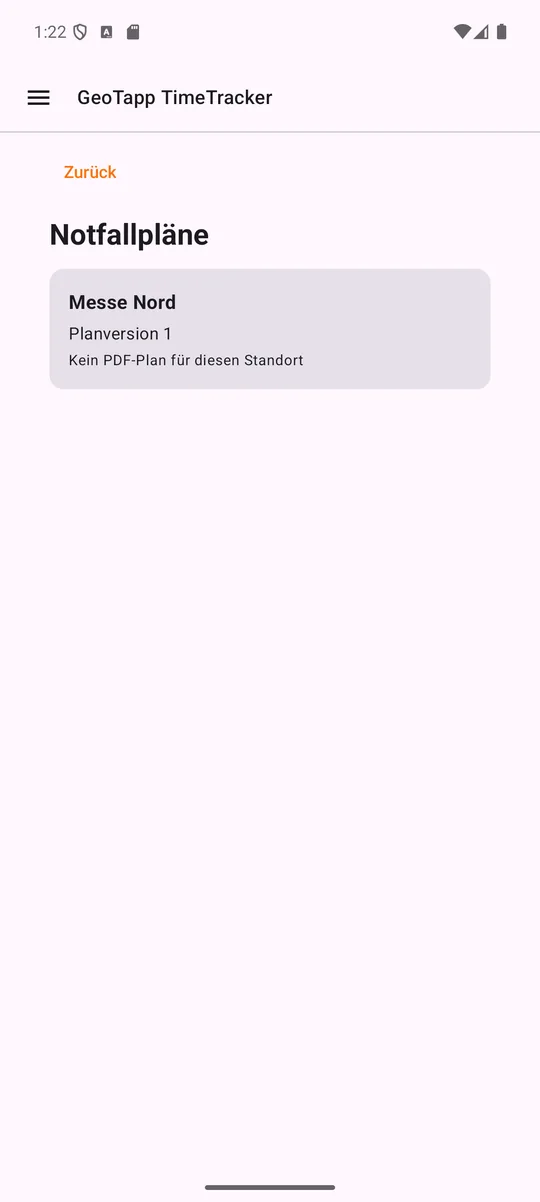 1:22
GeoTapp TimeTracker
Zurück
Notfallpläne
Messe Nord
Planversion 1
Kein PDF-Plan für diesen Standort